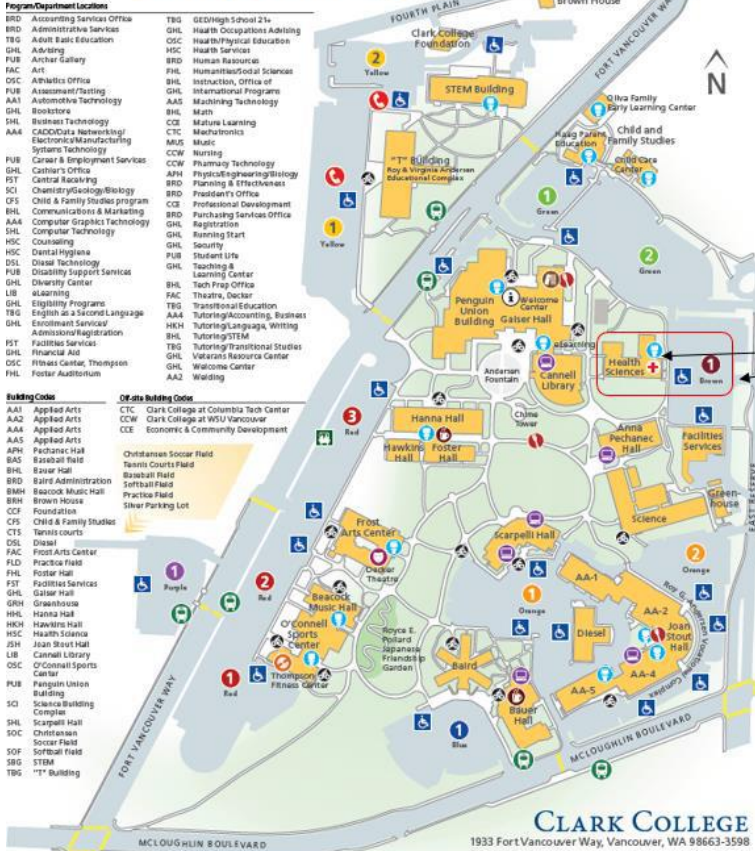 Program/Department Locations
BRD Accounting Services Office
BRD Administrative Services
TBG Adult Basic Education
GHL Advising
PUB Archer Gallery
FAC Art
OSC Athletics Office
PUB Assessment/Testing
AA1 Automotive Technology
GHL Bookstore
SHL Business Technology
AA4 CADD/Data Networking/
Electronics/Manufacturing
Systems Technology
PUB Career & Employment Services
GHL Cashier's Office
FST Central Receiving
SCI Chemistry/Geology/Biology
CFS Child & Family Studies program
BHL Communications & Marketing
AA4 Computer Graphics Technology
SHL Computer Technology
HSC Counseling
HSC Dental Hygiene
DSL Diesel Technology
PUB Disability Support Services
GHL Diversity Center
LIB eLearning
GHL Eligibility Programs
TBG English as a Second Language
GHL Enrollment Services/
Admissions/Registration
FST Facilities Services
GHL Financial Aid
OSC Fitness Center, Thompson
FHL Foster Auditorium
TBG GED/High School 21+
GHL Health Occupations Advising
OSC Health/Physical Education
HSC Health Services
BRD Human Resources
FHL Humanities/Social Sciences
BHL Instruction, Office of
GHL International Programs
AA5 Machining Technology
BHL Math
CCE Mature Learning
CTC Mechatronics
MUS Music
CCW Nursing
CCW Pharmacy Technology
APH Physics/Engineering/Biology
BRD Planning & Effectiveness
BRD President's Office
CCE Professional Development
BRD Purchasing Services Office
GHL Registration
GHL Running Start
GHL Security
PUB Student Life
GHL Teaching &
Learning Center
BHL Tech Prep Office
FAC Theatre, Decker
TBG Transitional Education
AA4 Tutoring/Accounting, Business
HKH Tutoring/Language, Writing
BHL Tutoring/STEM
TBG Tutoring/Transitional Studies
GHL Veterans Resource Center
GHL Welcome Center
AA2 Welding
Building Codes
AA1 Applied Arts
AA2 Applied Arts
AA4 Applied Arts
AA5 Applied Arts
APH Pechanec Hall
BAS Baseball field
BHL Bauer Hall
BRD Baird Administration
BMH Beacock Music Hall
BRH Brown House
CCF Foundation
CFS Child & Family Studies
CTS Tennis courts
DSL Diesel
FAC Frost Arts Center
FLD Practice field
FHL Foster Hall
FST Facilities Services
GHL Gaiser Hall
GRH Greenhouse
HHL Hanna Hall
HKH Hawkins Hall
HSC Health Science
JSH Joan Stout Hall
LIB Cannell Library
OSC O'Connell Sports
Center
PUB Penguin Union
Building
SCI Science Building
Complex
SHL Scarpelli Hall
SOC Christensen
Soccer Field
SOF Softball field
SBG STEM
TBG "T" Building
Off-site Building Codes
CTC Clark College at Columbia Tech Center
CCW Clark College at WSU Vancouver
CCE Economic & Community Development
Christensen Soccer Field
Tennis Courts Field
Baseball Field
Softball Field
Practice Field
Silver Parking Lot
FOURTH PLAIN
Brown House
FORT VANCOUVER WAY
N
Clark College
Foundation
2
Yellow
STEM Building
Oliva Family
Early Learning Center
Haag Parent
Education
Child and
Family Studies
Child Care
Center
"T" Building
Roy & Virginia Andersen
Educational Complex
1
Green
1
Yellow
2
Green
Penguin
Union
Building
i
Welcome
Center
Gaiser Hall
eLearning
Health
Sciences
1
Brown
Andersen
Fountain
Cannell
Library
3
Red
Hanna Hall
Chime
Tower
Hawkins
Hall
Foster
Hall
Anna
Pechanec
Hall
Facilities
Services
Green-
house
Science
EAST RESERVE
Frost
Arts Center
Scarpelli Hall
Decker
Theatre
1
Purple
2
Red
1
Orange
2
Orange
AA-1
AA-2
Roy G. Andersen Vocational Complex
Beacock
Music Hall
O'Connell
Sports
Center
Royce E.
Pollard
Japanese
Friendship
Garden
Diesel
Joan
Stout
Hall
1
Red
Thompson
Fitness Center
Baird
AA-5
AA-4
Bauer
Hall
1
Blue
FORT VANCOUVER WAY
MCLOUGHLIN BOULEVARD
MCLOUGHLIN BOULEVARD
CLARK COLLEGE
1933 Fort Vancouver Way, Vancouver, WA 98663-3598